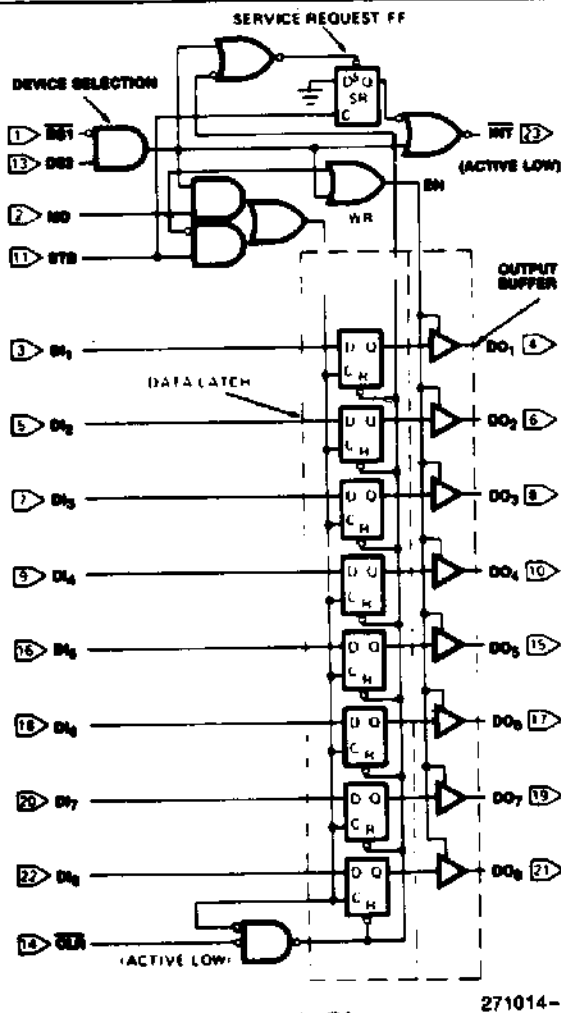 SERVICE REQUEST FF
DEVICE SELECTION
D S Q
SR
C
1 DS1
13 DS2
INT 23
(ACTIVE LOW)
2 MD
WR
EN
11 STB
OUTPUT
BUFFER
3 DI1
D Q
C R
DO1 4
DATA LATCH
5 DI2
D Q
C R
DO2 6
7 DI3
D Q
C R
DO3 8
9 DI4
D Q
C R
DO4 10
16 DI5
D Q
C R
DO5 15
18 DI6
D Q
C R
DO6 17
20 DI7
D Q
C R
DO7 19
22 DI8
D Q
C R
DO8 21
14 CLR
(ACTIVE LOW)
271014-